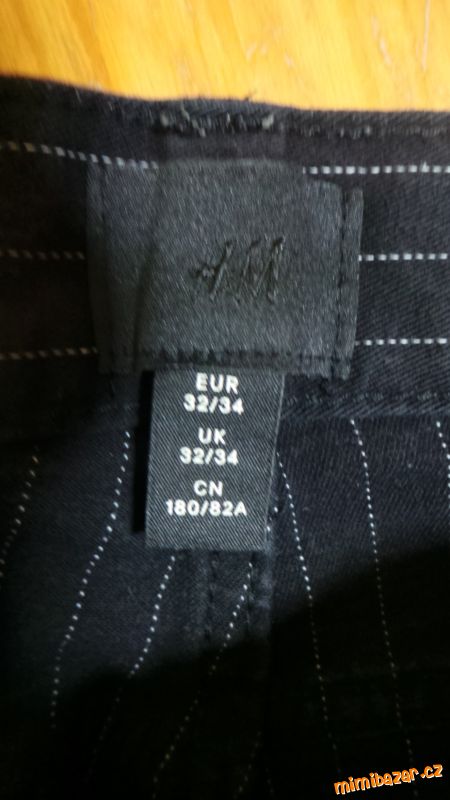 H&M
EUR
32/34
UK
32/34
CN
180/82A
mimibazar.cz